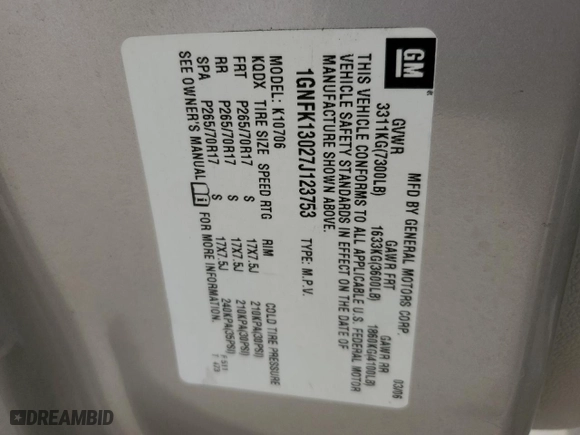 GM
MFD BY GENERAL MOTORS CORP. 03/06
GVWR GAWR FRT GAWR RR
3311KG(7300LB) 1633KG(3600LB) 1860KG(4100LB)
THIS VEHICLE CONFORMS TO ALL APPLICABLE U.S. FEDERAL MOTOR
VEHICLE SAFETY STANDARDS IN EFFECT ON THE DATE OF
MANUFACTURE SHOWN ABOVE.
1GNFK13027J123753 TYPE: M.P.V.
MODEL: K10706
KQDX TIRE SIZE SPEED RTG RIM COLD TIRE PRESSURE
FRT P265/70R17 S 17X7.5J 210KPA(30PSI)
RR P265/70R17 S 17X7.5J 210KPA(30PSI)
SPA P265/70R17 S 17X7.5J 240KPA(35PSI)
SEE OWNER'S MANUAL FOR MORE INFORMATION.
DREAMBID